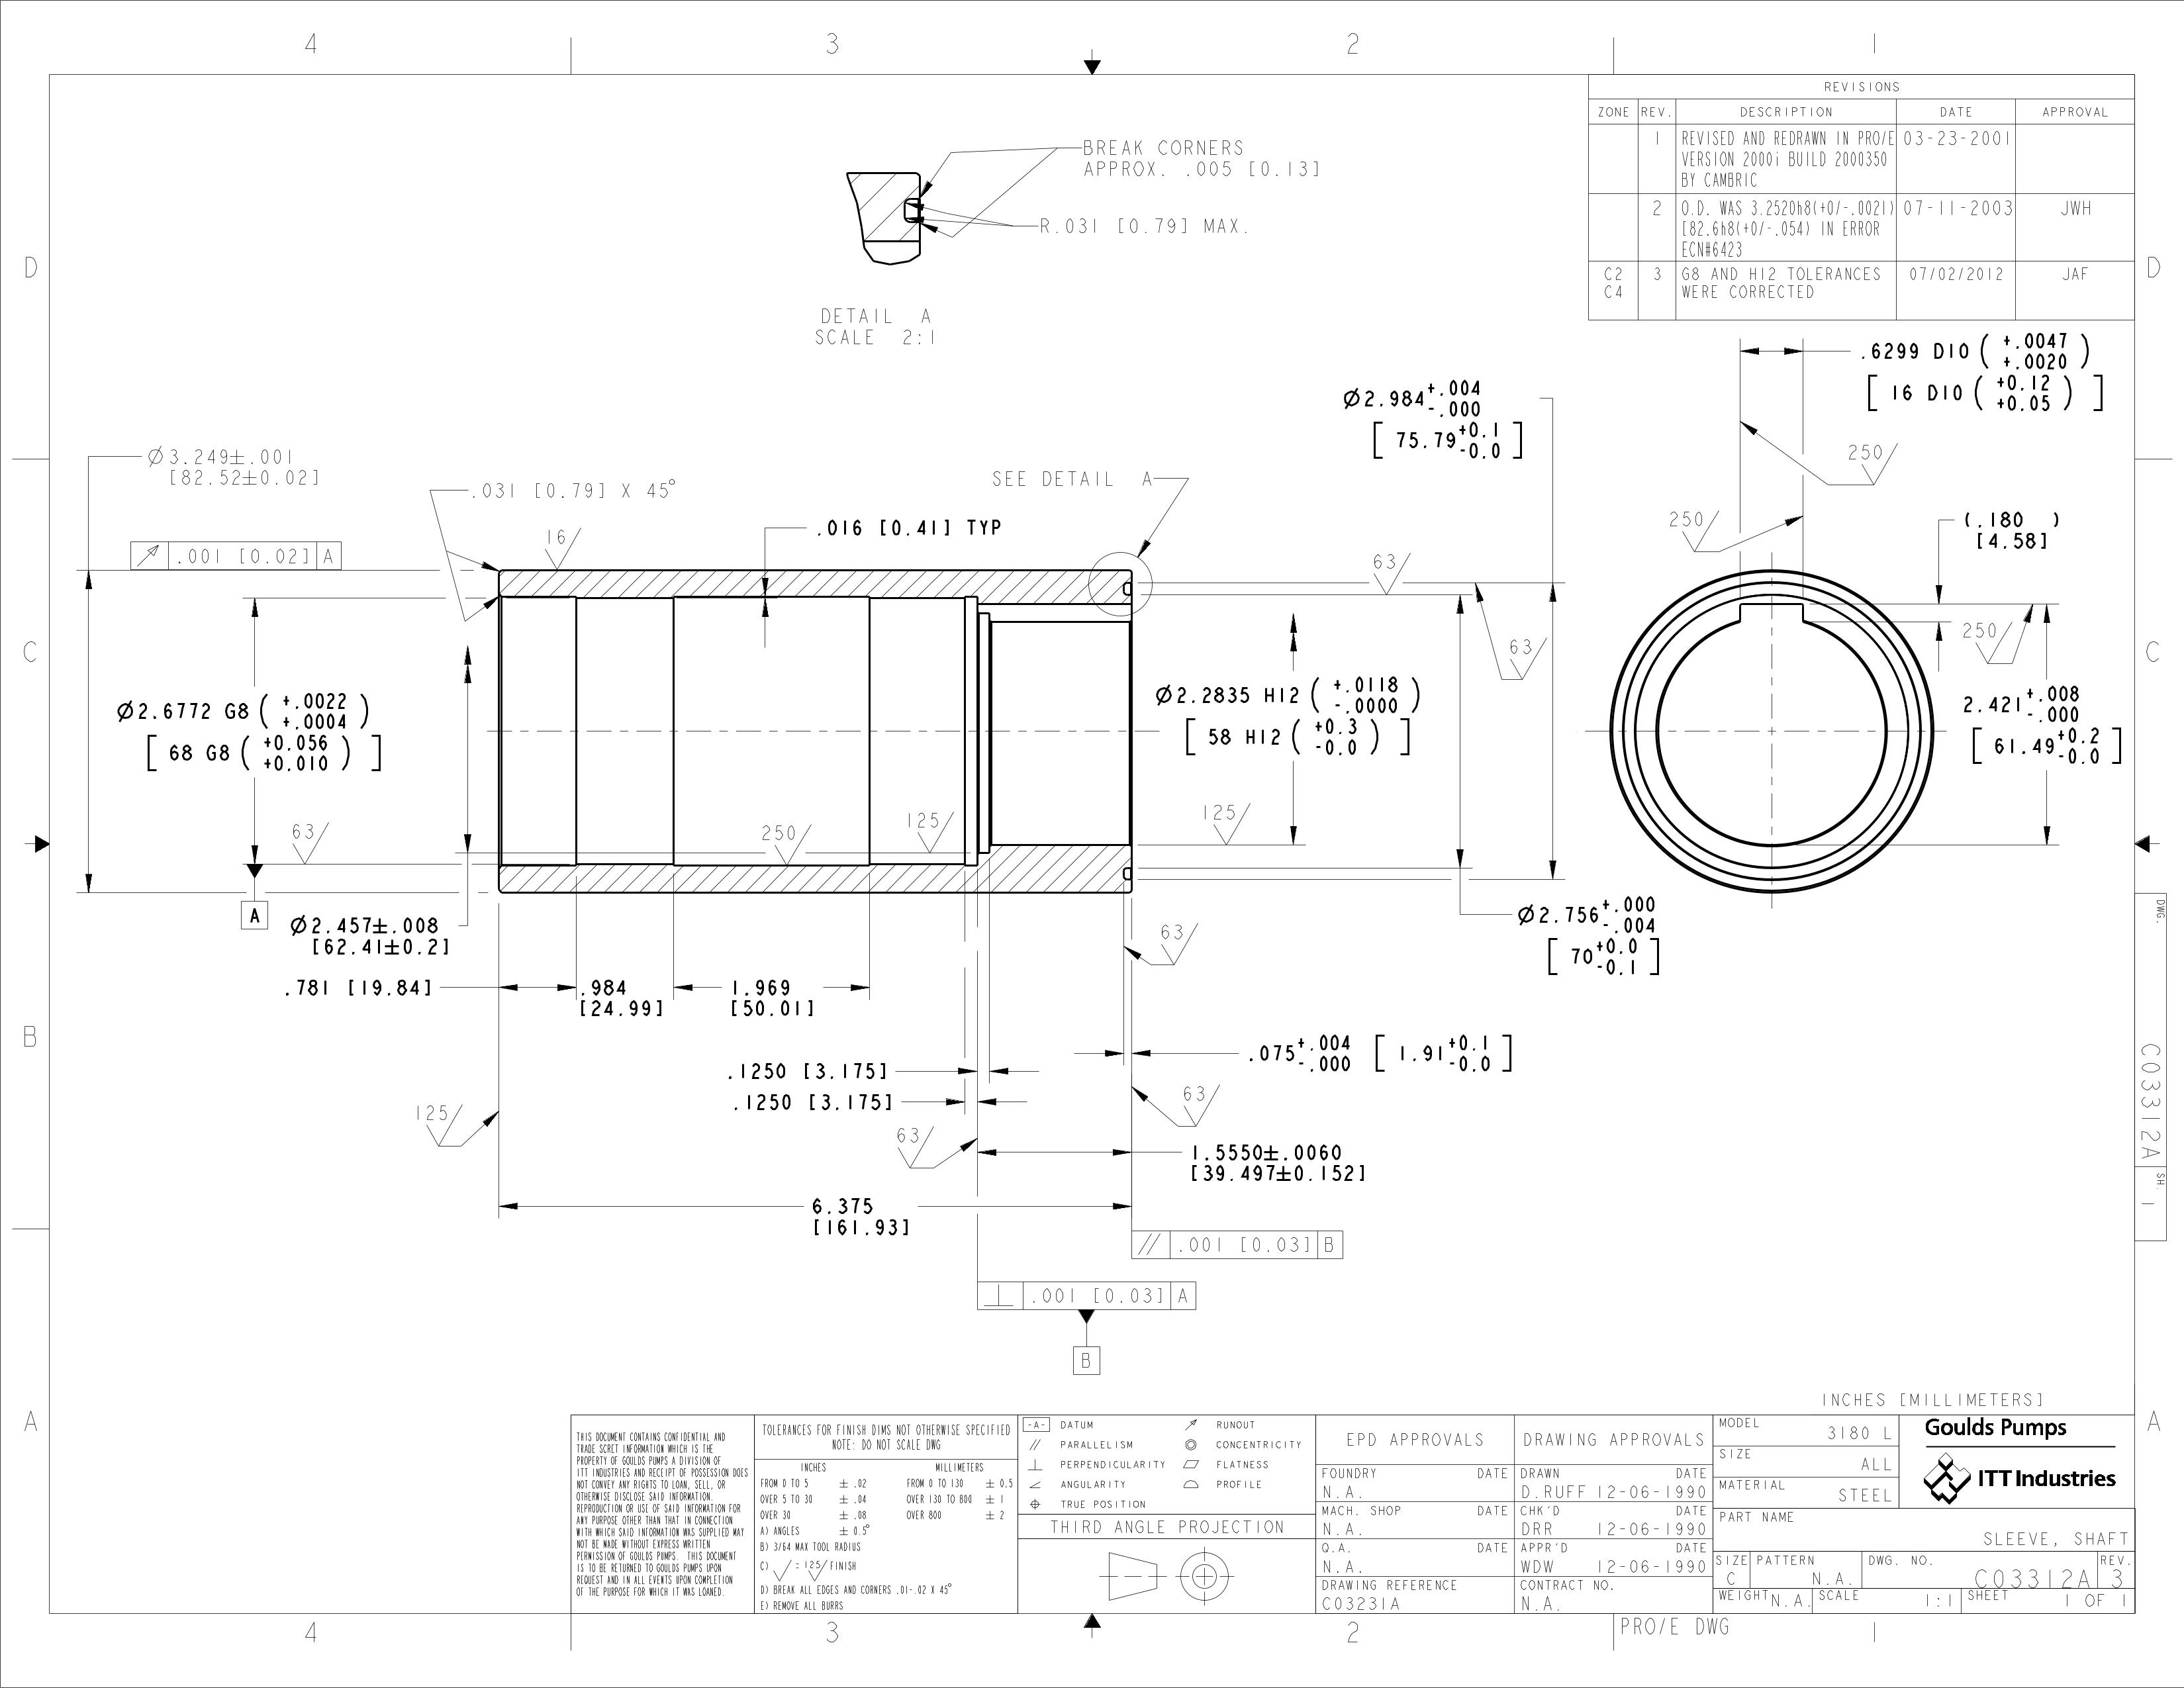 4
3
2
1
REVISIONS
ZONE REV. DESCRIPTION DATE APPROVAL
1 REVISED AND REDRAWN IN PRO/E 03-23-2001
VERSION 2000i BUILD 2000350
BY CAMBRIC
2 O.D. WAS 3.2520h8(+0/-.0021) 07-11-2003 JWH
[82.6h8(+0/-.054) IN ERROR
ECN#6423
C2 3 G8 AND H12 TOLERANCES 07/02/2012 JAF
C4 WERE CORRECTED
D
D
BREAK CORNERS
APPROX. .005 [0.13]
R.031 [0.79] MAX.
DETAIL A
SCALE 2:1
.6299 D10 ( +.0047 +.0020 )
[ 16 D10 ( +0.12 +0.05 ) ]
Ø2.984 +.004 -.000
[ 75.79 +0.1 -0.0 ]
250
250
(.180 )
[4.58]
250
2.421 +.008 -.000
[ 61.49 +0.2 -0.0 ]
Ø3.249±.001
[82.52±0.02]
.001 [0.02] A
.031 [0.79] X 45°
16
.016 [0.41] TYP
SEE DETAIL A
63
63
C
C
Ø2.6772 G8 ( +.0022 +.0004 )
[ 68 G8 ( +0.056 +0.010 ) ]
Ø2.2835 H12 ( +.0118 -.0000 )
[ 58 H12 ( +0.3 -0.0 ) ]
63
250
125
125
A
Ø2.457±.008
[62.41±0.2]
Ø2.756 +.000 -.004
[ 70 +0.0 -0.1 ]
63
.781 [19.84]
.984
[24.99]
1.969
[50.01]
B
.075 +.004 -.000 [ 1.91 +0.1 -0.0 ]
.1250 [3.175]
.1250 [3.175]
125
63
63
1.5550±.0060
[39.497±0.152]
6.375
[161.93]
// .001 [0.03] B
⊥ .001 [0.03] A
B
DWG.
C03312A
SH.
1
A
A
INCHES [MILLIMETERS]
THIS DOCUMENT CONTAINS CONFIDENTIAL AND
TRADE SCRET INFORMATION WHICH IS THE
PROPERTY OF GOULDS PUMPS A DIVISION OF
ITT INDUSTRIES AND RECEIPT OF POSSESSION DOES
NOT CONVEY ANY RIGHTS TO LOAN, SELL, OR
OTHERWISE DISCLOSE SAID INFORMATION.
REPRODUCTION OR USE OF SAID INFORMATION FOR
ANY PURPOSE OTHER THAN THAT IN CONNECTION
WITH WHICH SAID INFORMATION WAS SUPPLIED MAY
NOT BE MADE WITHOUT EXPRESS WRITTEN
PERMISSION OF GOULDS PUMPS. THIS DOCUMENT
IS TO BE RETURNED TO GOULDS PUMPS UPON
REQUEST AND IN ALL EVENTS UPON COMPLETION
OF THE PURPOSE FOR WHICH IT WAS LOANED.
TOLERANCES FOR FINISH DIMS NOT OTHERWISE SPECIFIED
NOTE: DO NOT SCALE DWG
INCHES MILLIMETERS
FROM 0 TO 5 ± .02 FROM 0 TO 130 ± 0.5
OVER 5 TO 30 ± .04 OVER 130 TO 800 ± 1
OVER 30 ± .08 OVER 800 ± 2
A) ANGLES ± 0.5°
B) 3/64 MAX TOOL RADIUS
C) √ = 125/ FINISH
D) BREAK ALL EDGES AND CORNERS .01-.02 X 45°
E) REMOVE ALL BURRS
-A- DATUM RUNOUT
// PARALLELISM CONCENTRICITY
⊥ PERPENDICULARITY FLATNESS
ANGULARITY PROFILE
TRUE POSITION
THIRD ANGLE PROJECTION
EPD APPROVALS
FOUNDRY DATE
N.A.
MACH. SHOP DATE
N.A.
Q.A. DATE
N.A.
DRAWING REFERENCE
C03231A
DRAWING APPROVALS
DRAWN DATE
D.RUFF 12-06-1990
CHK'D DATE
DRR 12-06-1990
APPR'D DATE
WDW 12-06-1990
CONTRACT NO.
N.A.
MODEL 3180 L
SIZE ALL
MATERIAL STEEL
Goulds Pumps
ITT Industries
PART NAME
SLEEVE, SHAFT
SIZE PATTERN DWG. NO. REV.
C N.A. C03312A 3
WEIGHT N.A. SCALE 1:1 SHEET 1 OF 1
4
3
2
PRO/E DWG
1